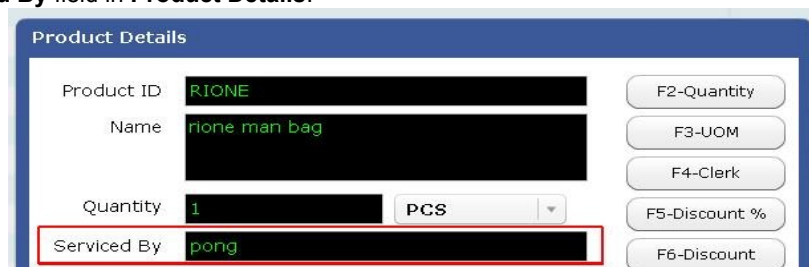 d By field in Product Details.
Product Details
Product ID RIONE F2-Quantity
Name rione man bag F3-UOM
F4-Clerk
Quantity 1 PCS F5-Discount %
Serviced By pong F6-Discount